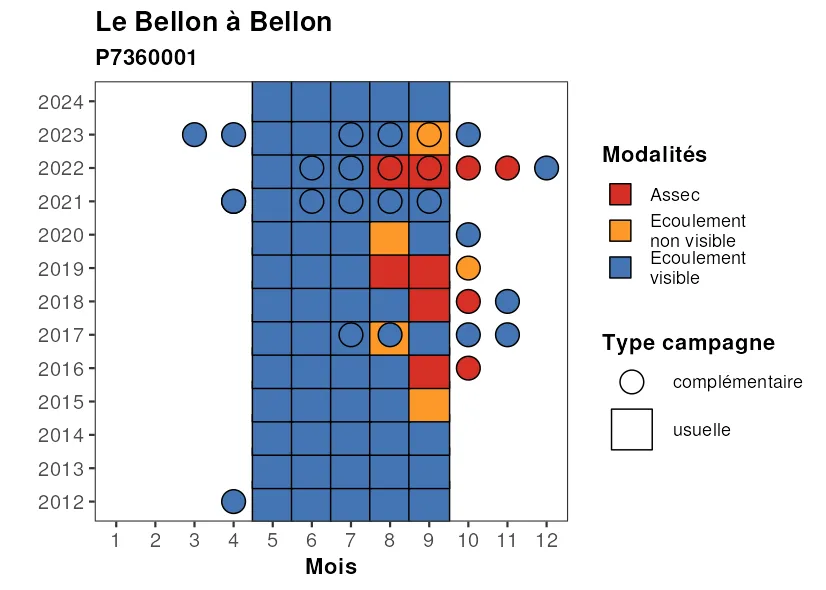 Le Bellon à Bellon
P7360001
2024
2023
2022
2021
2020
2019
2018
2017
2016
2015
2014
2013
2012
1 2 3 4 5 6 7 8 9 10 11 12
Mois
Modalités
Assec
Ecoulement
non visible
Ecoulement
visible
Type campagne
complémentaire
usuelle